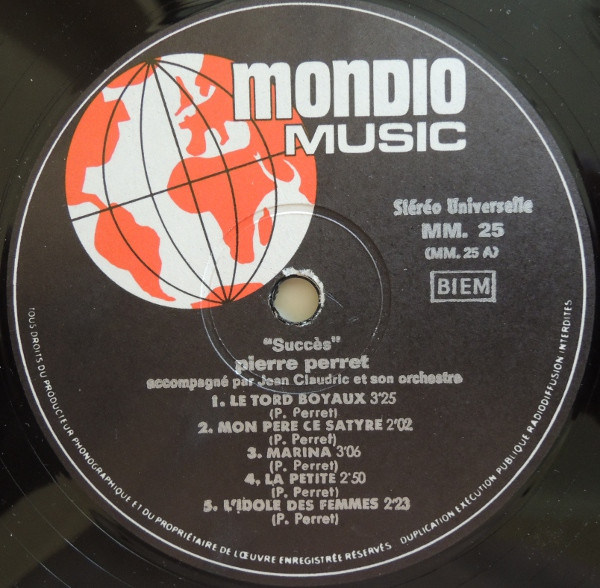 MONDIO
MUSIC
Stéréo Universelle
MM. 25
(MM. 25 A)
BIEM
"Succès"
pierre perret
accompagné par Jean Claudric et son orchestre
1. LE TORD BOYAUX 3'25
(P. Perret)
2. MON PERE CE SATYRE 2'02
(P. Perret)
3. MARINA 3'06
(P. Perret)
4. LA PETITE 2'50
(P. Perret)
5. L'IDOLE DES FEMMES 2'23
(P. Perret)
TOUS DROITS DU PRODUCTEUR PHONOGRAPHIQUE ET DU PROPRIÉTAIRE DE L'ŒUVRE ENREGISTRÉE RÉSERVÉS DUPLICATION EXÉCUTION PUBLIQUE RADIODIFFUSION INTERDITES